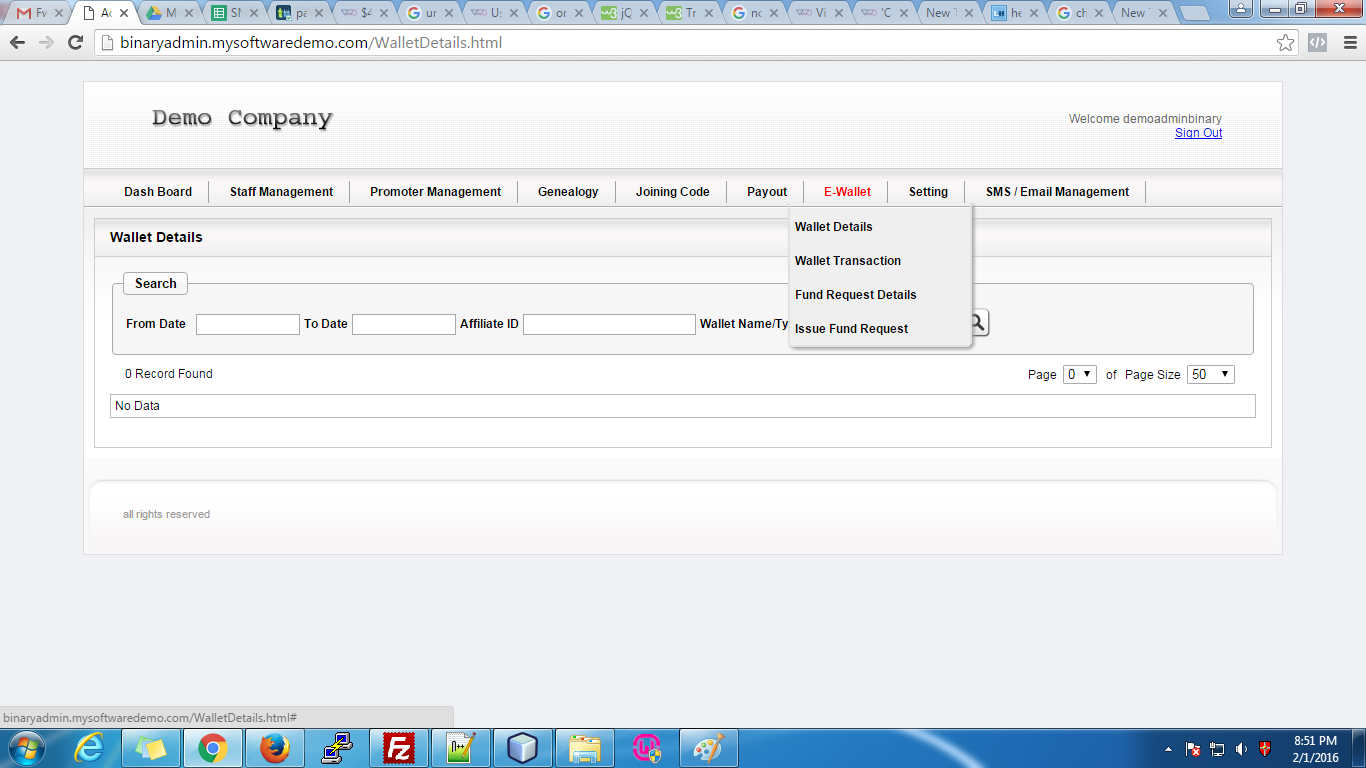 Fw
Ac
M
SM
pa
$4
ur
Us
or
jQ
Tr
no
Vi
'C
New T
he
ch
New T
binaryadmin.mysoftwaredemo.com/WalletDetails.html
Demo Company
Welcome demoadminbinary
Sign Out
Dash Board Staff Management Promoter Management Genealogy Joining Code Payout E-Wallet Setting SMS / Email Management
Wallet Details
Wallet Details
Wallet Transaction
Fund Request Details
Issue Fund Request
Search
From Date To Date Affiliate ID Wallet Name/Ty
0 Record Found Page 0 of Page Size 50
No Data
all rights reserved
binaryadmin.mysoftwaredemo.com/WalletDetails.html#
8:51 PM
2/1/2016